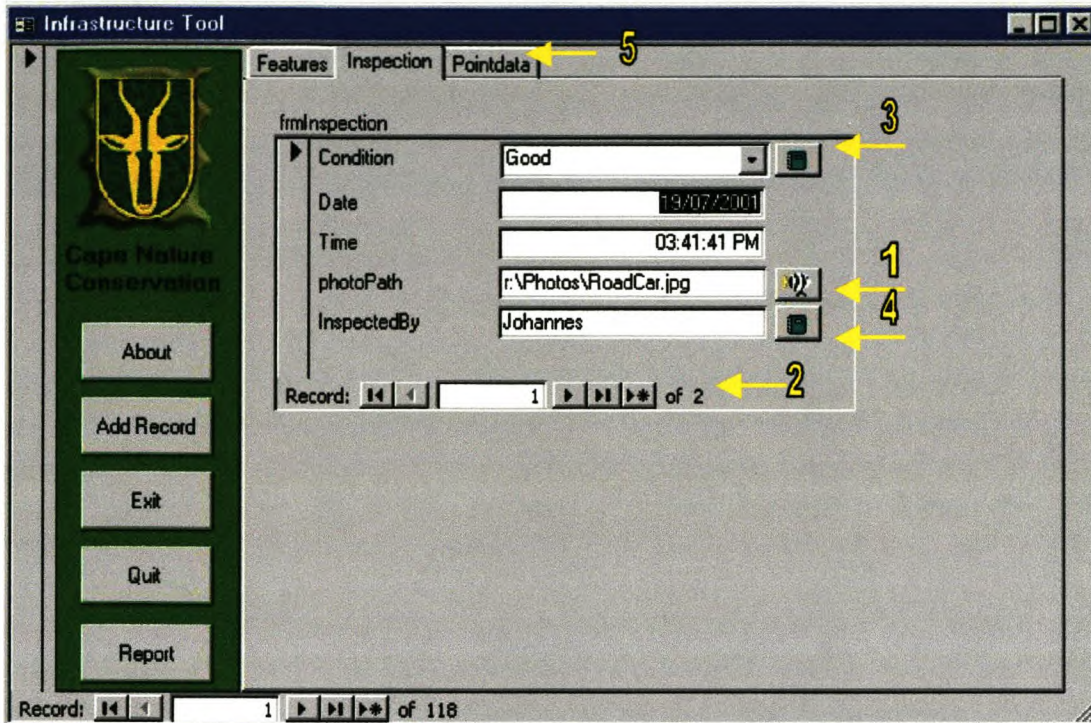 Infrastructure Tool
Features Inspection Pointdata 5
frmInspection
3
Condition Good
Date 19/07/2001
Time 03:41:41 PM
1
photoPath r:\Photos\RoadCar.jpg
4
InspectedBy Johannes
2
Record: 1 of 2
Cape Nature
Conservation
About
Add Record
Exit
Quit
Report
Record: 1 of 118